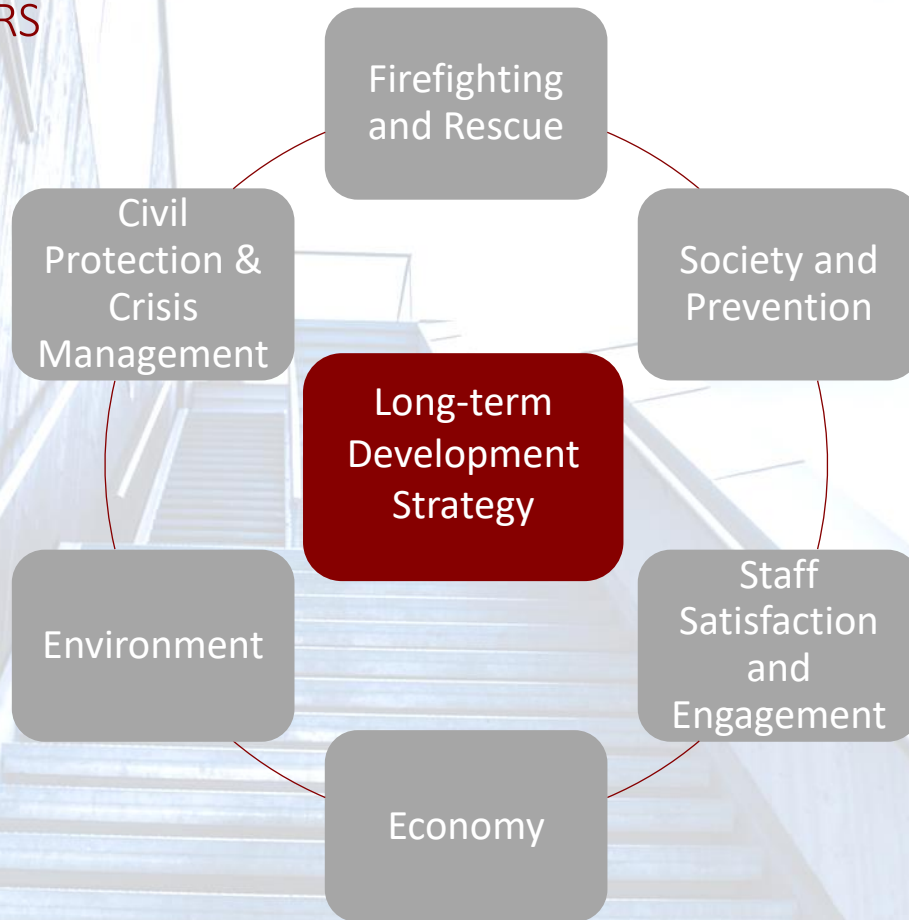 RS
Firefighting
and Rescue
Civil
Protection &
Crisis
Management
Society and
Prevention
Long-term
Development
Strategy
Environment
Staff
Satisfaction
and
Engagement
Economy